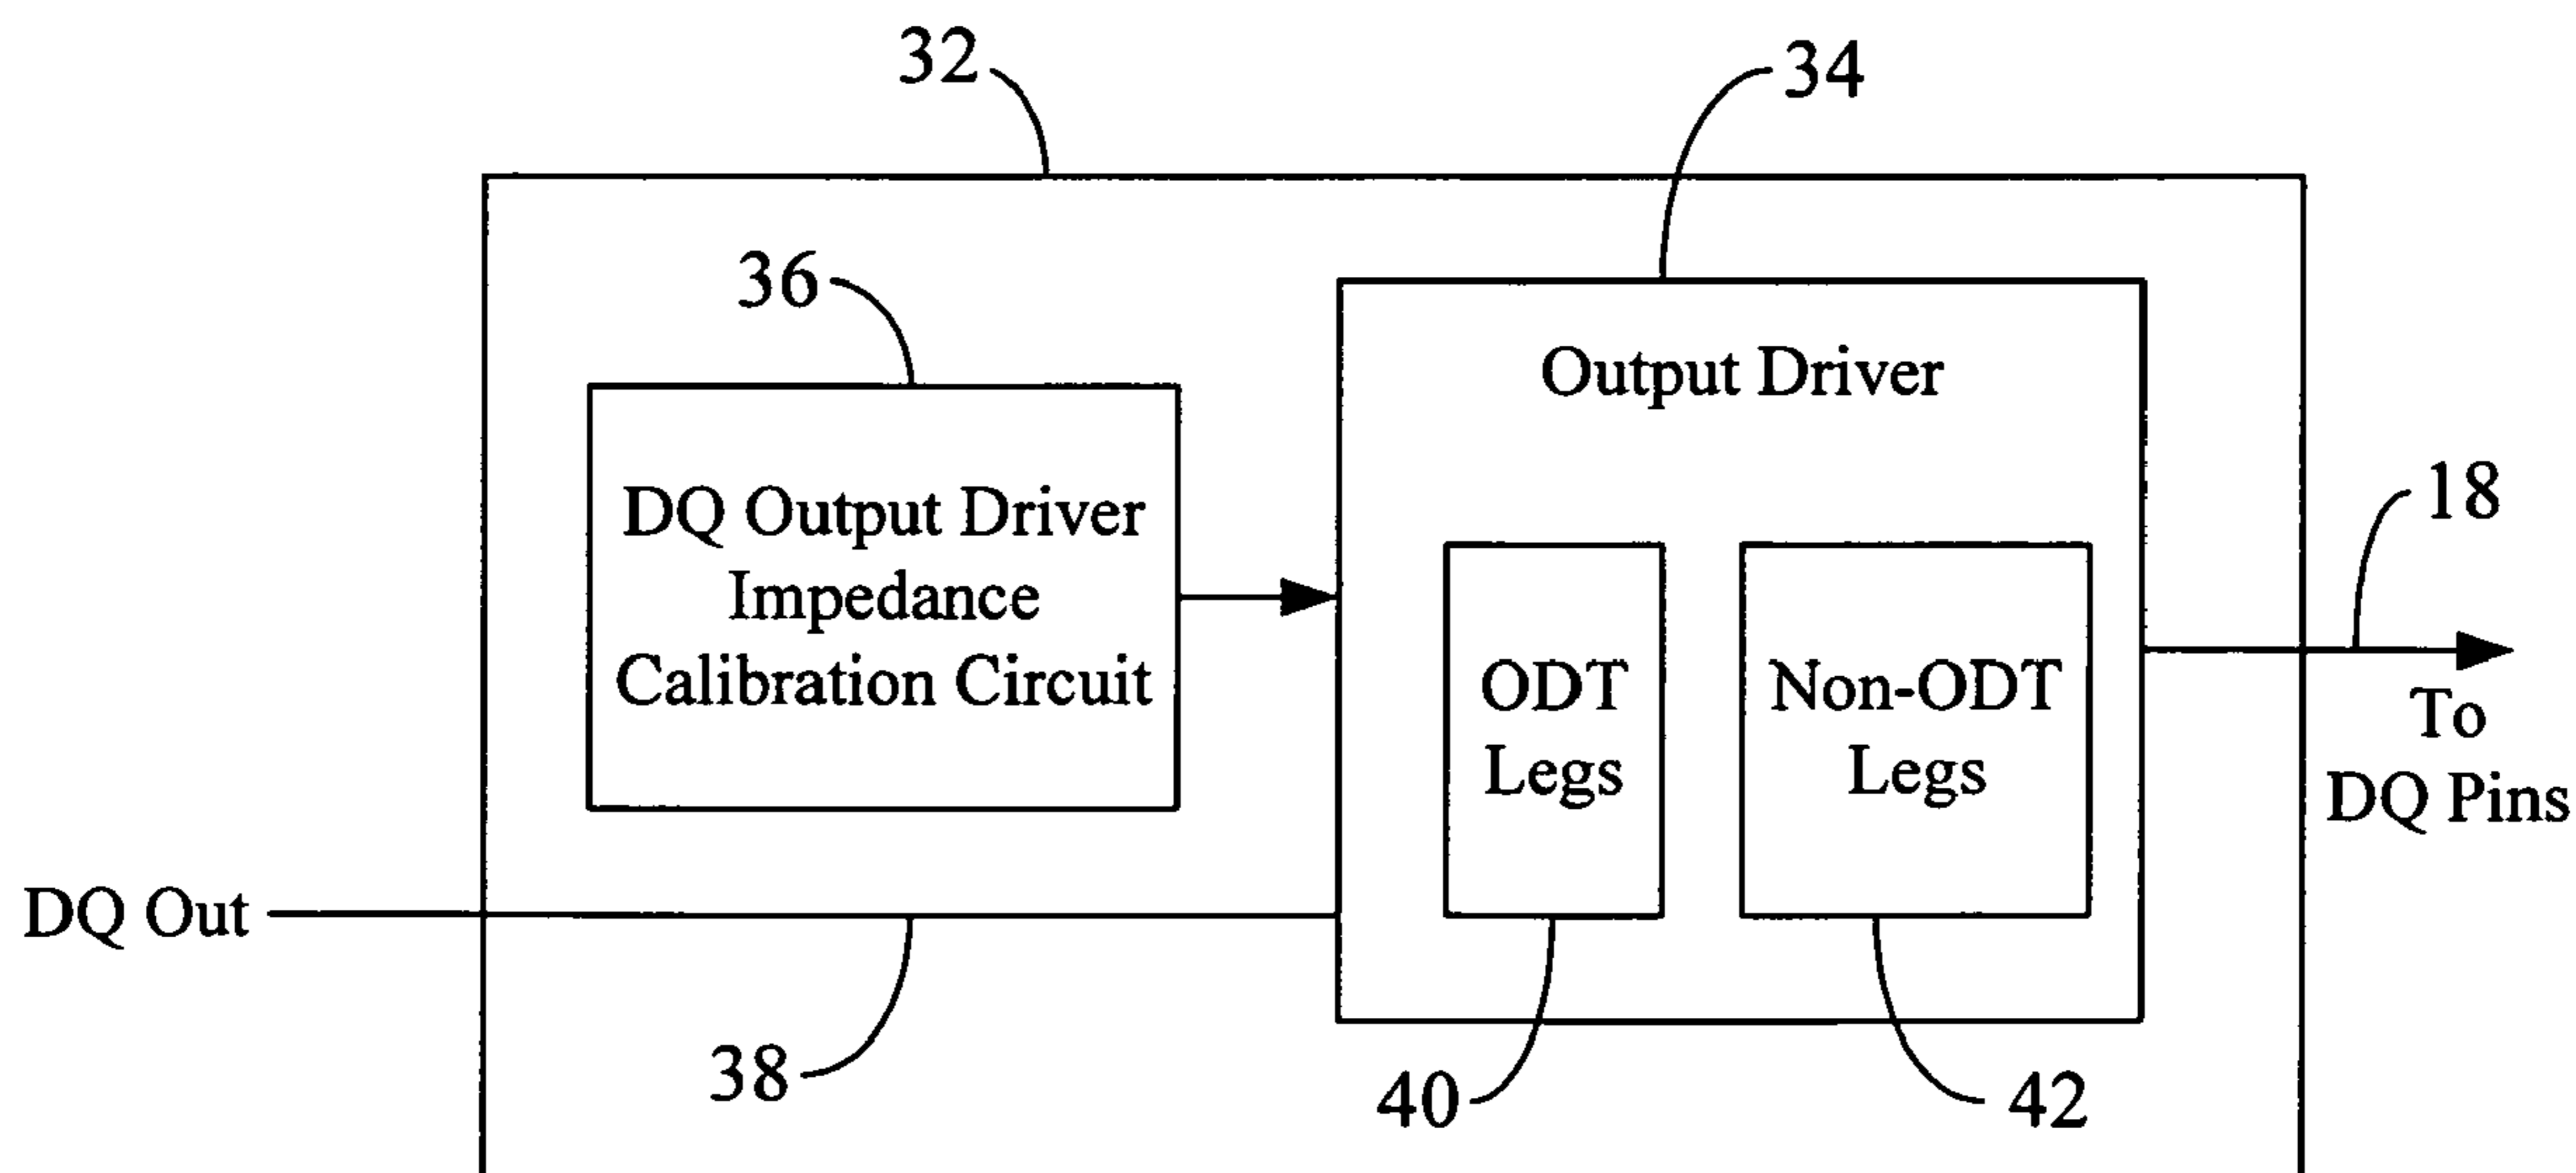 32
34
36
Output Driver
DQ Output Driver
Impedance
Calibration Circuit
18
ODT
Legs
Non-ODT
Legs
To
DQ Pins
DQ Out
38
40
42